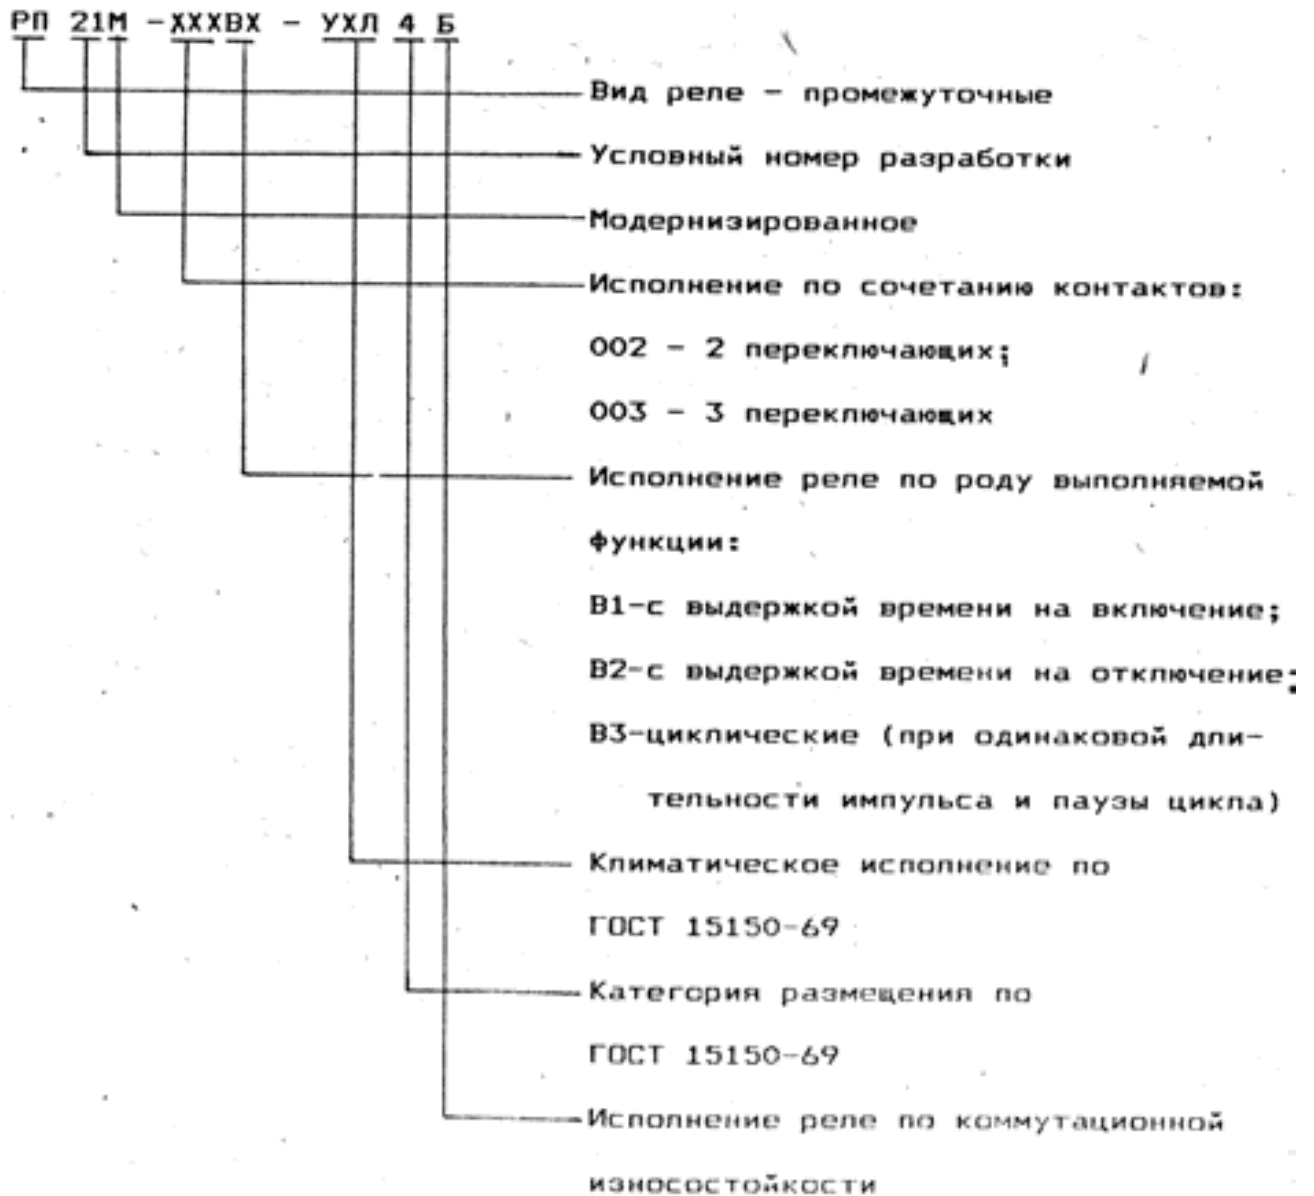 РП 21М -ХХХВХ - УХЛ 4 Б
Вид реле - промежуточные
Условный номер разработки
Модернизированное
Исполнение по сочетанию контактов:
002 - 2 переключающих;
003 - 3 переключающих
Исполнение реле по роду выполняемой
функции:
В1-с выдержкой времени на включение;
В2-с выдержкой времени на отключение;
В3-циклические (при одинаковой дли-
тельности импульса и паузы цикла)
Климатическое исполнение по
ГОСТ 15150-69
Категория размещения по
ГОСТ 15150-69
Исполнение реле по коммутационной
износостойкости